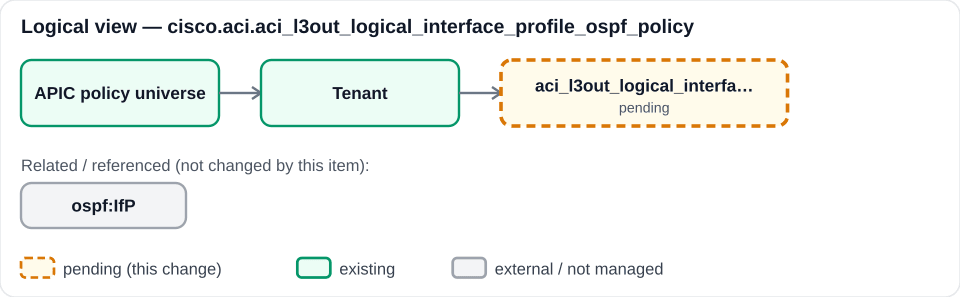 Logical view — cisco.aci.aci_l3out_logical_interface_profile_ospf_policy
APIC policy universe
Tenant
aci_l3out_logical_interfa…
pending
Related / referenced (not changed by this item):
ospf:IfP
pending (this change)
existing
external / not managed